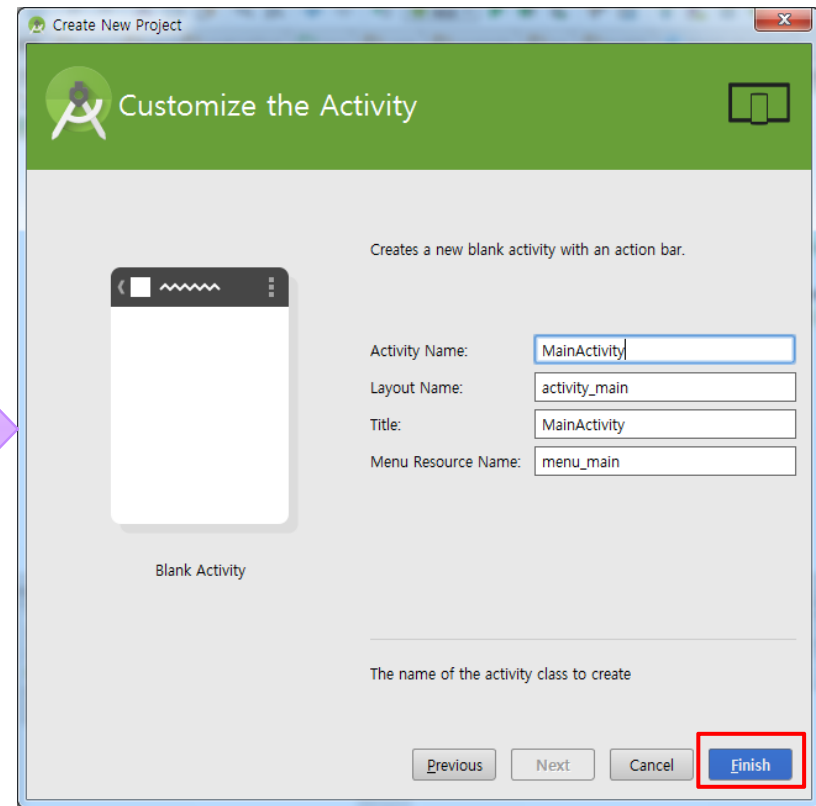 Create New Project
Customize the Activity
Creates a new blank activity with an action bar.
Activity Name: MainActivity
Layout Name: activity_main
Title: MainActivity
Menu Resource Name: menu_main
Blank Activity
The name of the activity class to create
Previous Next Cancel Finish